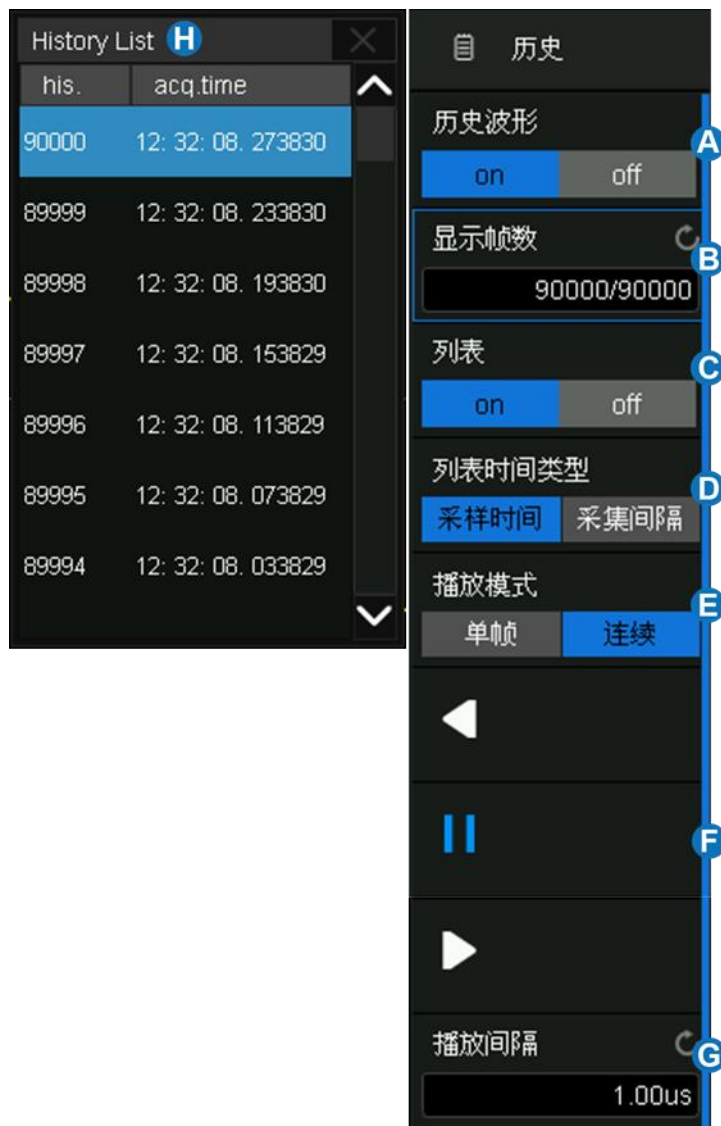 History List H
his. acq.time
90000 12: 32: 08. 273830
89999 12: 32: 08. 233830
89998 12: 32: 08. 193830
89997 12: 32: 08. 153829
89996 12: 32: 08. 113829
89995 12: 32: 08. 073829
89994 12: 32: 08. 033829
历史
历史波形
A
on off
显示帧数
B
90000/90000
列表
C
on off
列表时间类型
D
采样时间 采集间隔
播放模式
E
单帧 连续
F
播放间隔
G
1.00us